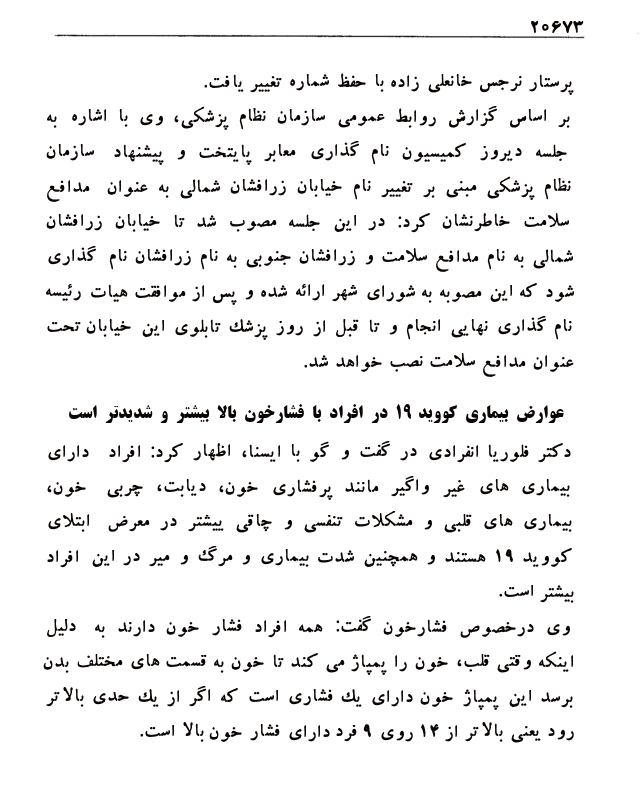 ۲۰۶۷۳
پرستار نرجس خانعلی زاده با حفظ شماره تغییر یافت.
بر اساس گزارش روابط عمومی سازمان نظام پزشکی، وی با اشاره به
جلسه دیروز کمیسیون نام گذاری معابر پایتخت و پیشنهاد سازمان
نظام پزشکی مبنی بر تغییر نام خیابان زرافشان شمالی به عنوان مدافع
سلامت خاطرنشان کرد: در این جلسه مصوب شد تا خیابان زرافشان
شمالی به نام مدافع سلامت و زرافشان جنوبی به نام زرافشان نام گذاری
شود که این مصوبه به شورای شهر ارائه شده و پس از موافقت هیات رئیسه
نام گذاری نهایی انجام و تا قبل از روز پزشك تابلوی این خیابان تحت
عنوان مدافع سلامت نصب خواهد شد.
عوارض بیماری کووید ۱۹ در افراد با فشارخون بالا بیشتر و شدیدتر است
دکتر فلوریا انفرادی در گفت و گو با ایسنا، اظهار کرد: افراد دارای
بیماری های غیر واگیر مانند پرفشاری خون، دیابت، چربی خون،
بیماری های قلبی و مشکلات تنفسی و چاقی بیشتر در معرض ابتلای
کووید ۱۹ هستند و همچنین شدت بیماری و مرگ و میر در این افراد
بیشتر است.
وی درخصوص فشارخون گفت: همه افراد فشار خون دارند به دلیل
اینکه وقتی قلب، خون را پمپاژ می کند تا خون به قسمت های مختلف بدن
برسد این پمپاژ خون دارای یك فشاری است که اگر از یك حدی بالاتر
رود یعنی بالاتر از ۱۴ روی ۹ فرد دارای فشار خون بالا است.